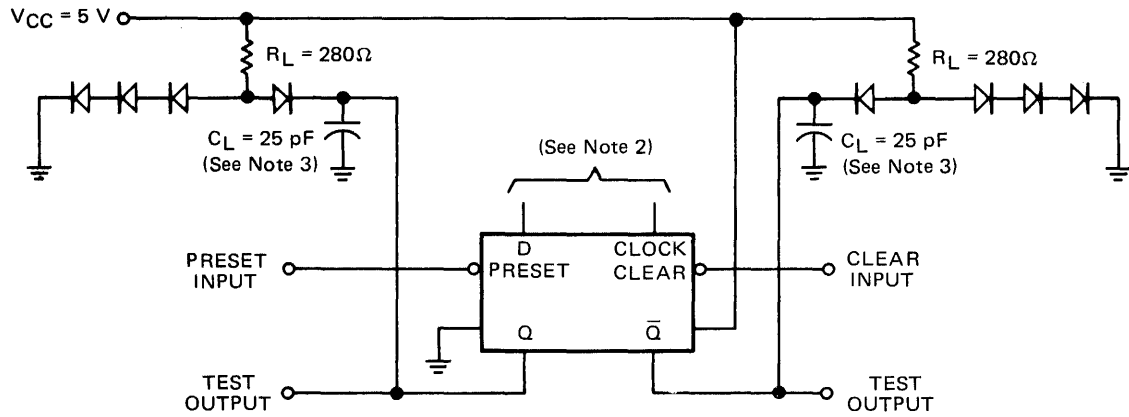 VCC = 5 V
RL = 280Ω
RL = 280Ω
CL = 25 pF
(See Note 3)
(See Note 2)
CL = 25 pF
(See Note 3)
D
CLOCK
PRESET
INPUT
PRESET
CLEAR
CLEAR
INPUT
Q
Q̅
TEST
OUTPUT
TEST
OUTPUT